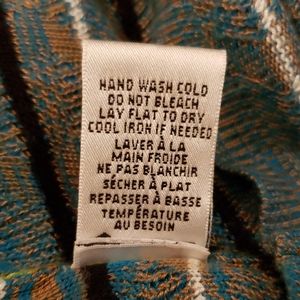 HAND WASH COLD
DO NOT BLEACH
LAY FLAT TO DRY
COOL IRON IF NEEDED
LAVER À LA
MAIN FROIDE
NE PAS BLANCHIR
SÉCHER À PLAT
REPASSER À BASSE
TEMPÉRATURE
AU BESOIN